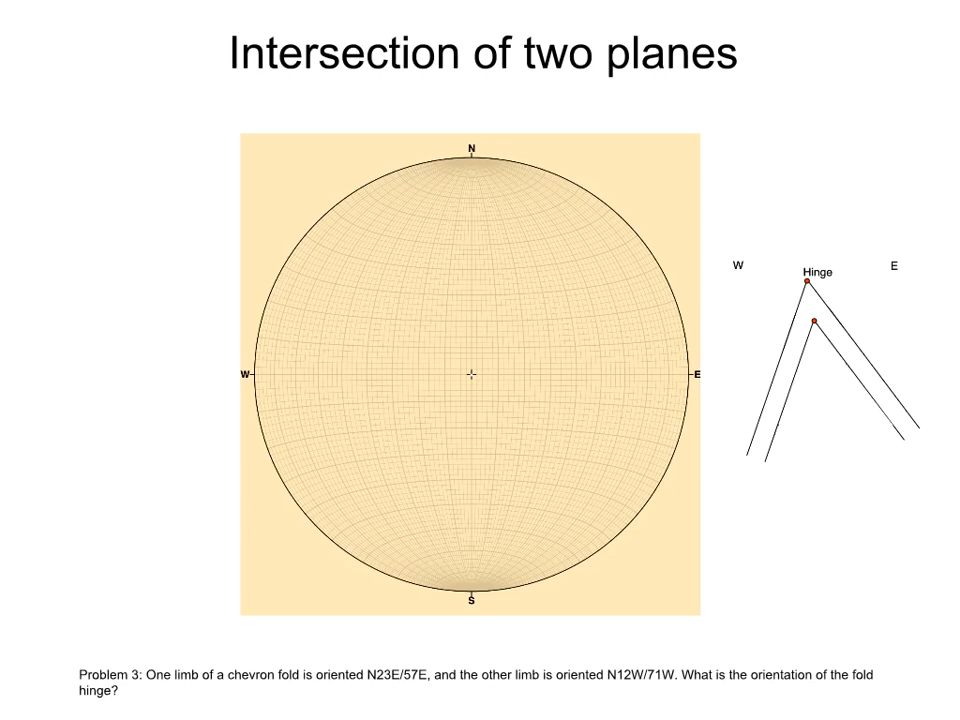 Intersection of two planes
N
W
E
S
W
E
Hinge
Problem 3: One limb of a chevron fold is oriented N23E/57E, and the other limb is oriented N12W/71W. What is the orientation of the fold
hinge?